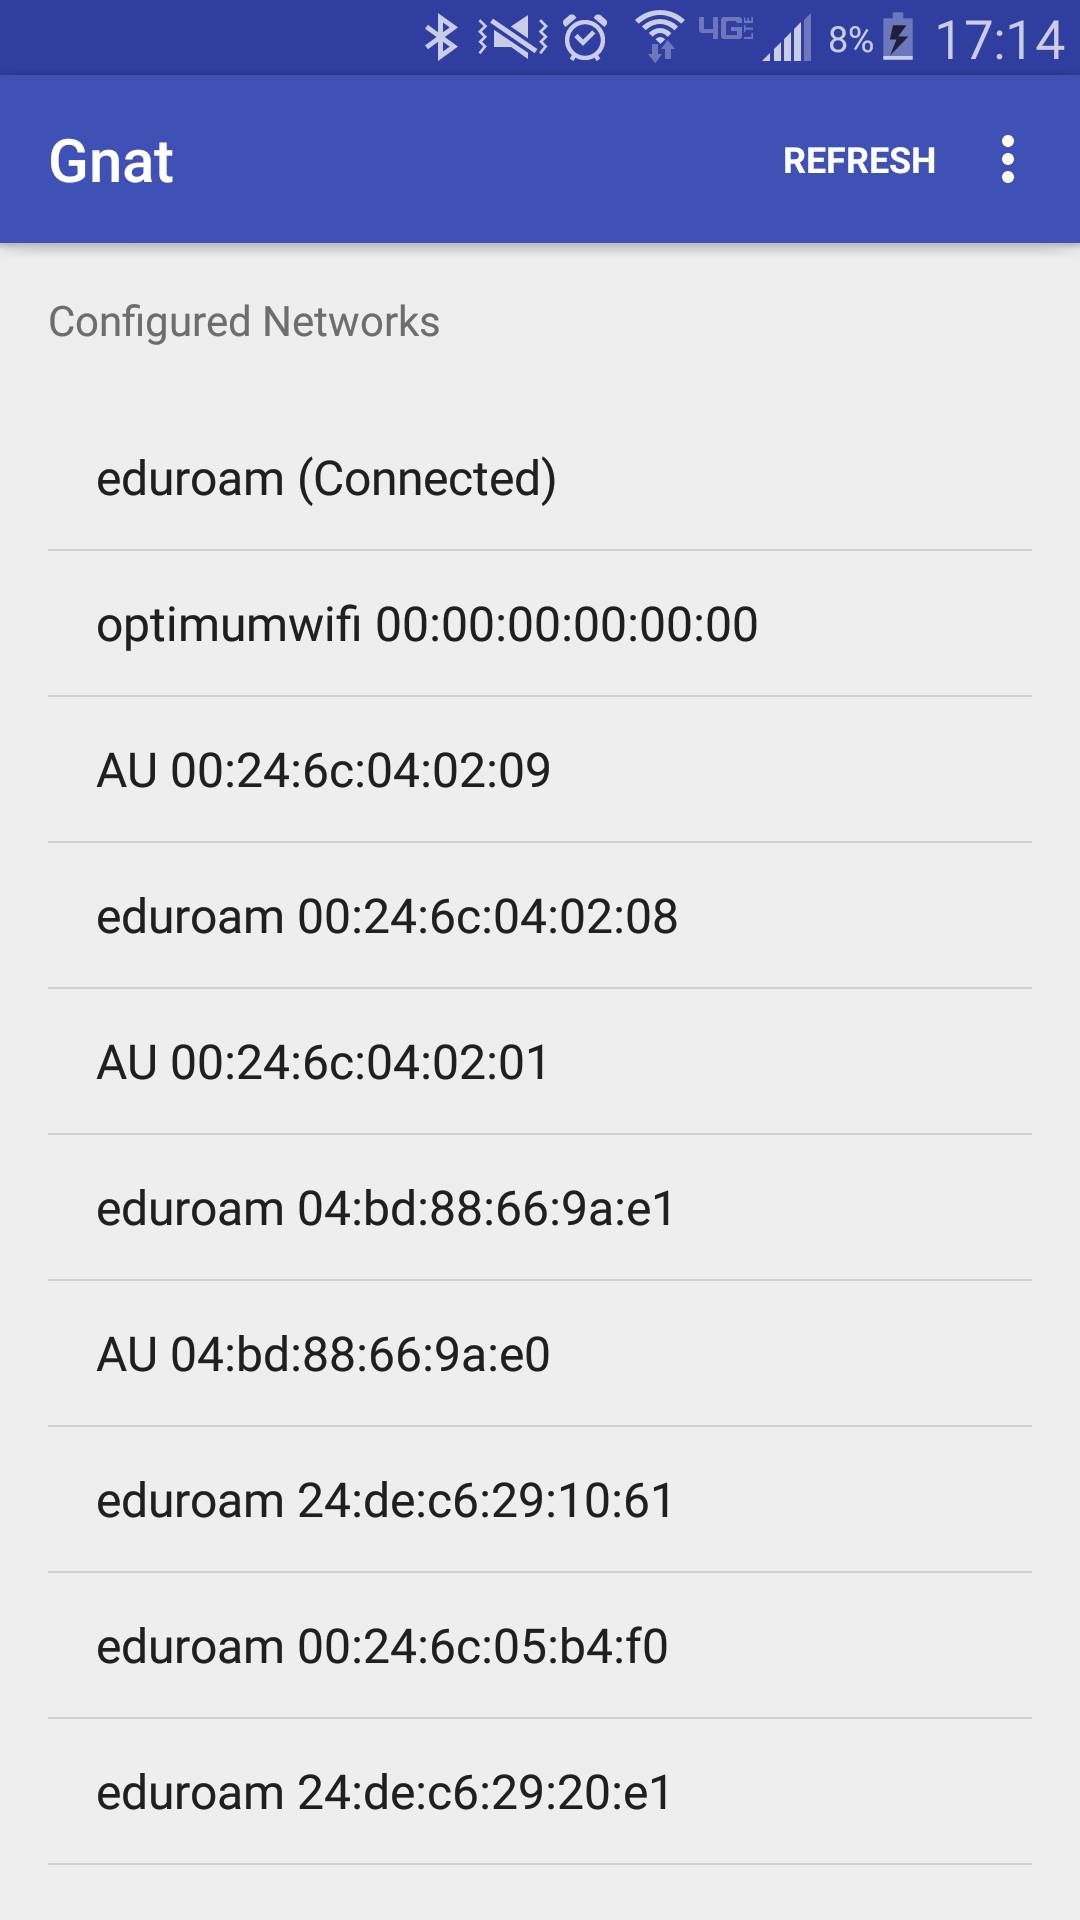 4G LTE 8% 17:14
Gnat REFRESH
Configured Networks
eduroam (Connected)
optimumwifi 00:00:00:00:00:00
AU 00:24:6c:04:02:09
eduroam 00:24:6c:04:02:08
AU 00:24:6c:04:02:01
eduroam 04:bd:88:66:9a:e1
AU 04:bd:88:66:9a:e0
eduroam 24:de:c6:29:10:61
eduroam 00:24:6c:05:b4:f0
eduroam 24:de:c6:29:20:e1